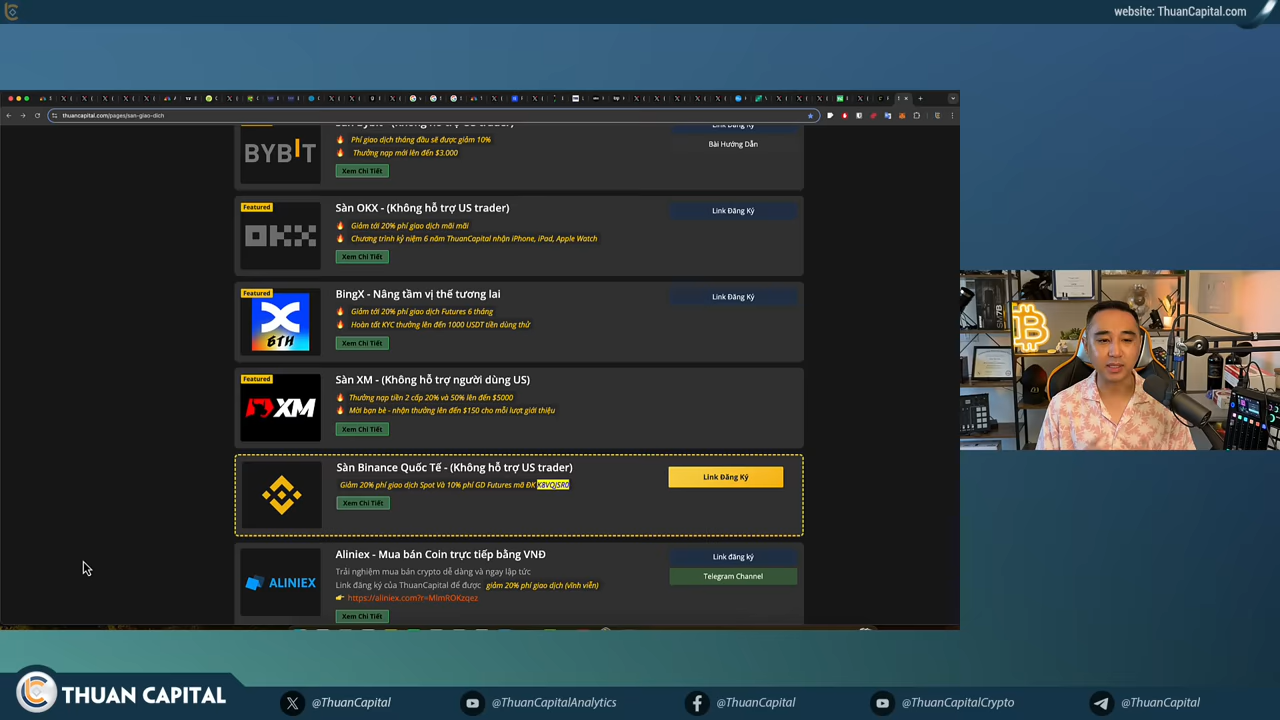 website: ThuanCapital.com
thuancapital.com/pages/san-giao-dich
Link Đăng Ký
BYBIT
Phí giao dịch tháng đầu sẽ được giảm 10%
Thưởng nạp mới lên đến $3.000
Xem Chi Tiết
Bài Hướng Dẫn
Featured
OKX
Sàn OKX - (Không hỗ trợ US trader)
Giảm tới 20% phí giao dịch mãi mãi
Chương trình kỷ niệm 6 năm ThuanCapital nhận iPhone, iPad, Apple Watch
Xem Chi Tiết
Link Đăng Ký
Featured
6TH
BingX - Nâng tầm vị thế tương lai
Giảm tới 20% phí giao dịch Futures 6 tháng
Hoàn tất KYC thưởng lên đến 1000 USDT tiền dùng thử
Xem Chi Tiết
Link Đăng Ký
Featured
XM
Sàn XM - (Không hỗ trợ người dùng US)
Thưởng nạp tiền 2 cấp 20% và 50% lên đến $5000
Mời bạn bè - nhận thưởng lên đến $150 cho mỗi lượt giới thiệu
Xem Chi Tiết
Sàn Binance Quốc Tế - (Không hỗ trợ US trader)
Giảm 20% phí giao dịch Spot Và 10% phí GD Futures mã ĐK K8VQJSR0
Xem Chi Tiết
Link Đăng Ký
ALINIEX
Aliniex - Mua bán Coin trực tiếp bằng VNĐ
Trải nghiệm mua bán crypto dễ dàng và ngay lập tức
Link đăng ký của ThuanCapital để được giảm 20% phí giao dịch (vĩnh viễn)
https://aliniex.com?r=MlmROKzqez
Xem Chi Tiết
Link đăng ký
Telegram Channel
THUAN CAPITAL
@ThuanCapital
@ThuanCapitalAnalytics
@ThuanCapital
@ThuanCapitalCrypto
@ThuanCapital